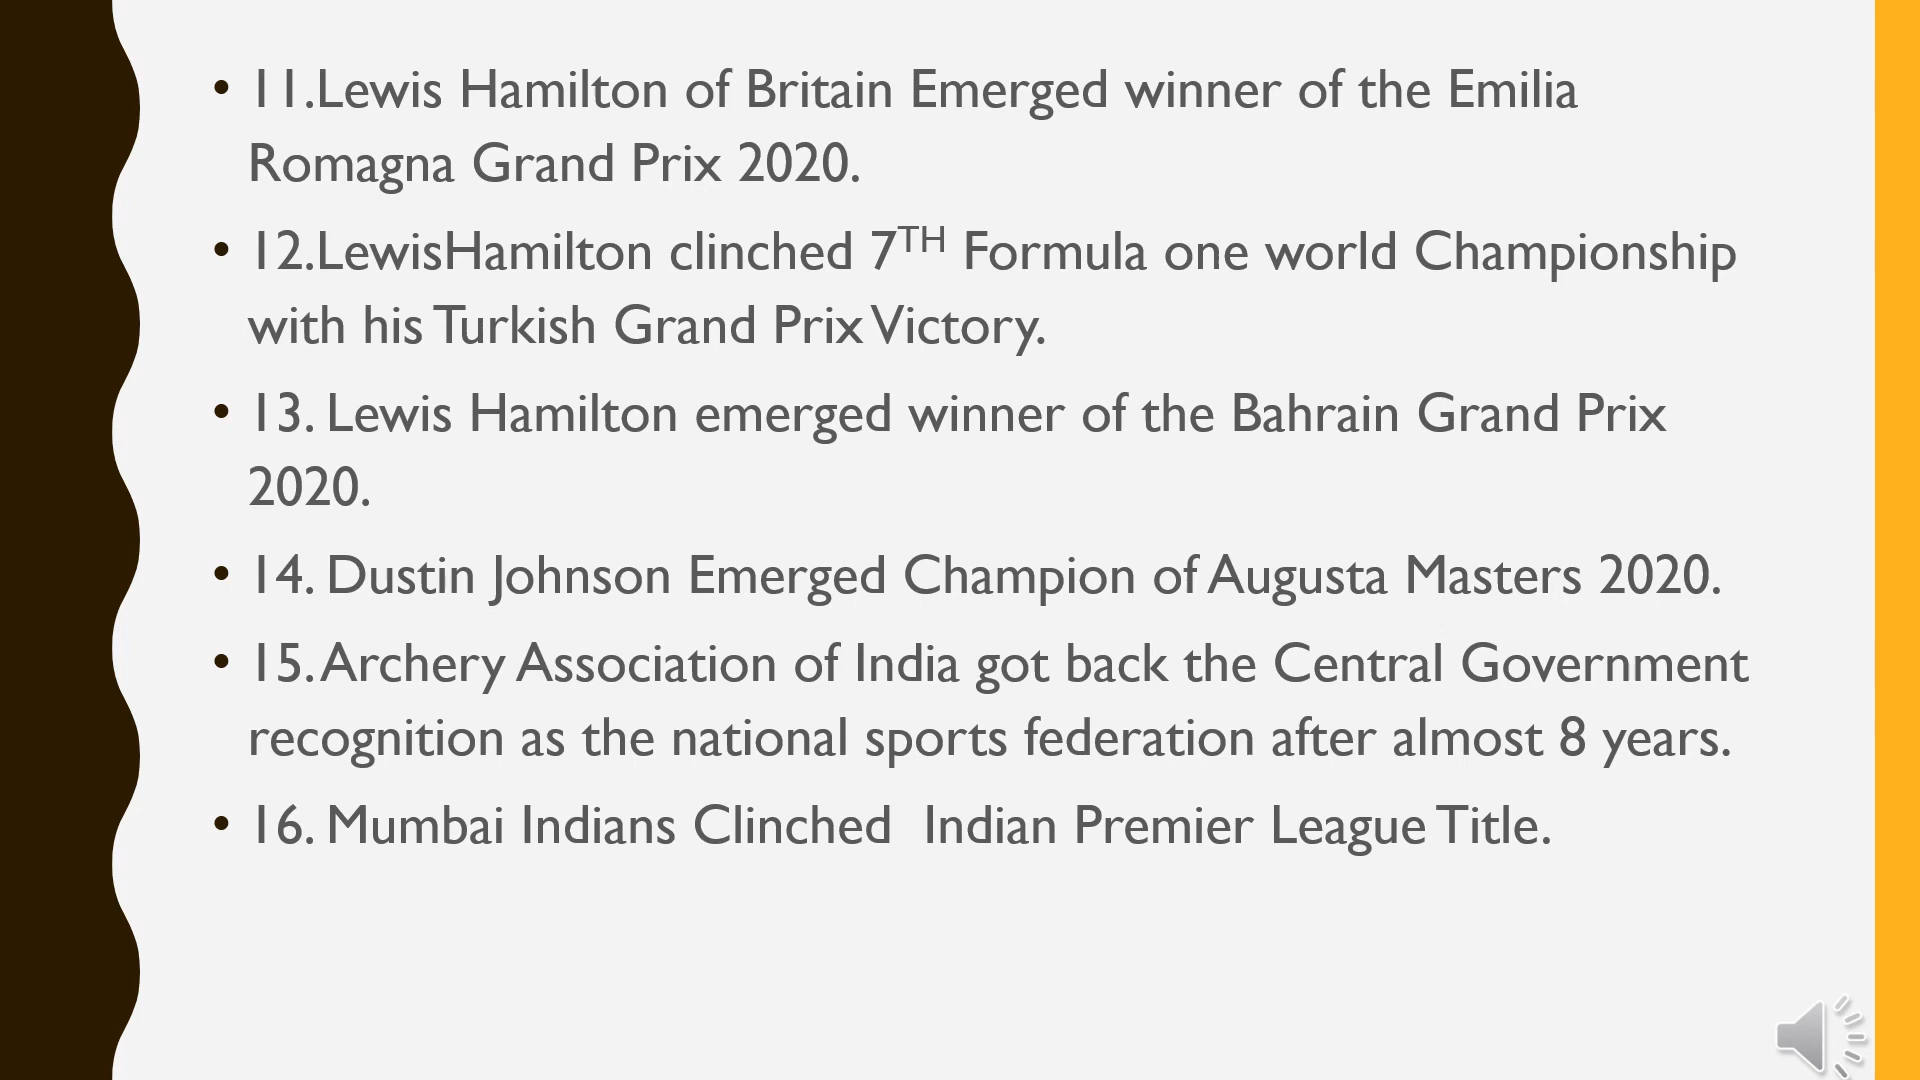 • 11.Lewis Hamilton of Britain Emerged winner of the Emilia
Romagna Grand Prix 2020.
• 12.LewisHamilton clinched 7TH Formula one world Championship
with his Turkish Grand Prix Victory.
• 13. Lewis Hamilton emerged winner of the Bahrain Grand Prix
2020.
• 14. Dustin Johnson Emerged Champion of Augusta Masters 2020.
• 15. Archery Association of India got back the Central Government
recognition as the national sports federation after almost 8 years.
• 16. Mumbai Indians Clinched  Indian Premier League Title.